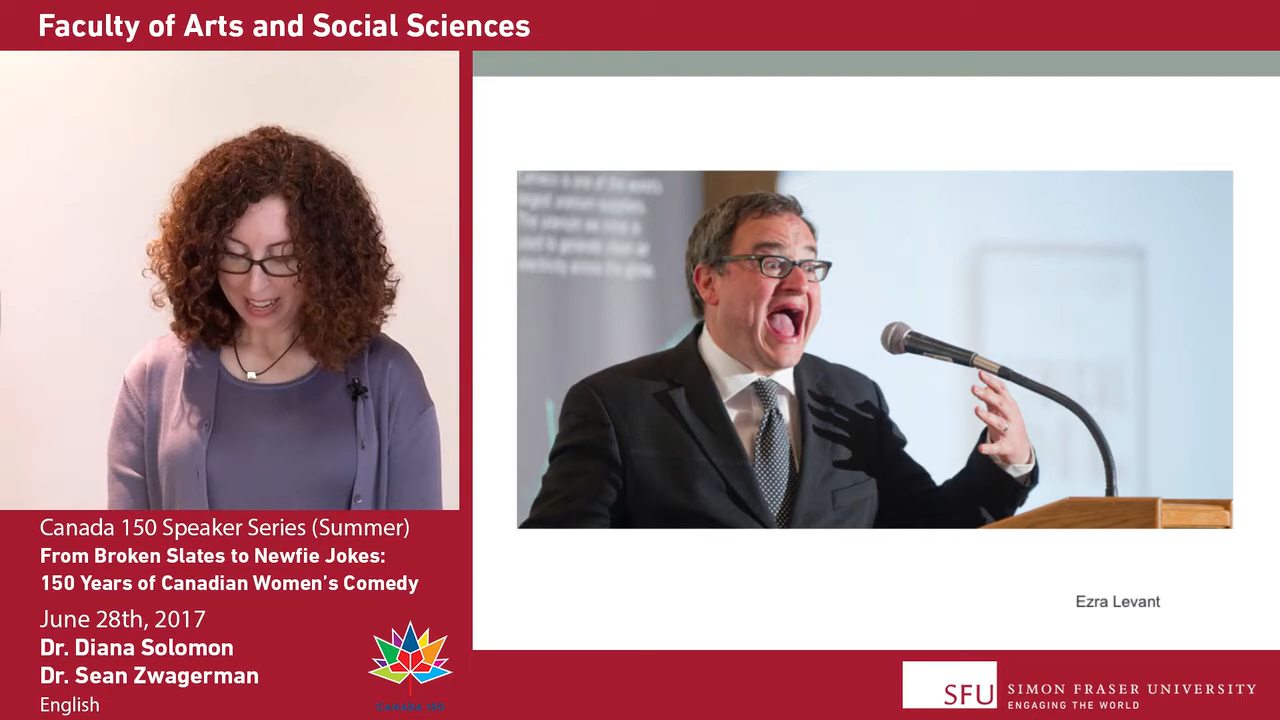 Faculty of Arts and Social Sciences
Canada 150 Speaker Series (Summer)
From Broken Slates to Newfie Jokes:
150 Years of Canadian Women's Comedy
June 28th, 2017
Dr. Diana Solomon
Dr. Sean Zwagerman
English
CANADA 150
Ezra Levant
SFU
SIMON FRASER UNIVERSITY
ENGAGING THE WORLD